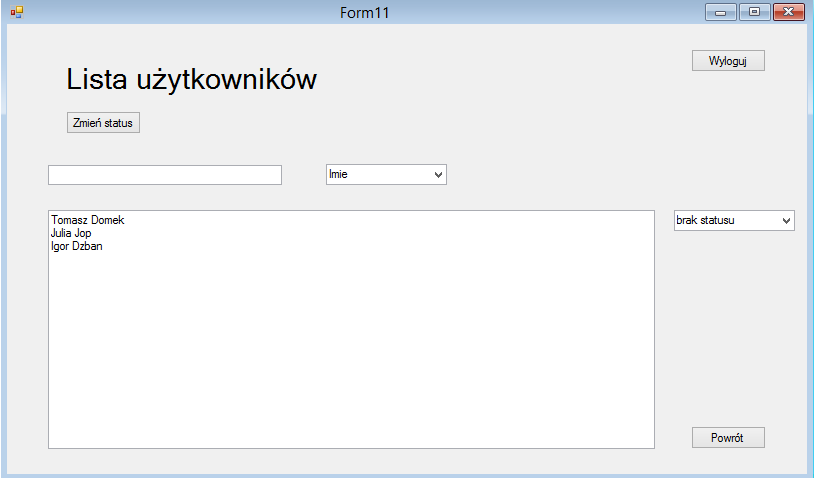 Form11
Wyloguj
Lista użytkowników
Zmień status
Imie
Tomasz Domek
Julia Jop
Igor Dzban
brak statusu
Powrót